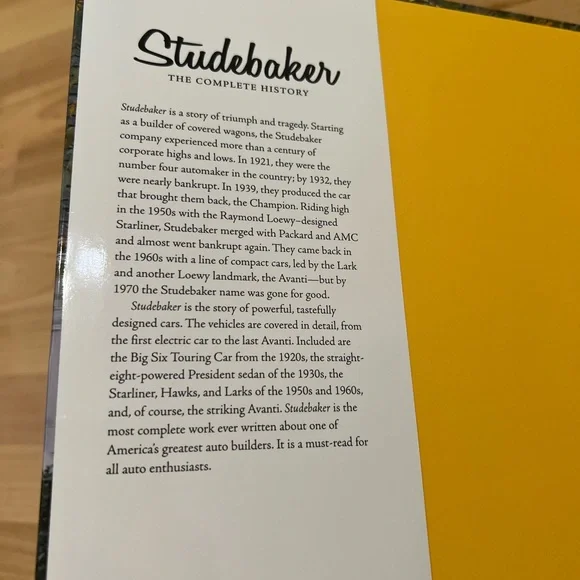 Studebaker
THE COMPLETE HISTORY
Studebaker is a story of triumph and tragedy. Starting
as a builder of covered wagons, the Studebaker
company experienced more than a century of
corporate highs and lows. In 1921, they were the
number four automaker in the country; by 1932, they
were nearly bankrupt. In 1939, they produced the car
that brought them back, the Champion. Riding high
in the 1950s with the Raymond Loewy–designed
Starliner, Studebaker merged with Packard and AMC
and almost went bankrupt again. They came back in
the 1960s with a line of compact cars, led by the Lark
and another Loewy landmark, the Avanti—but by
1970 the Studebaker name was gone for good.
Studebaker is the story of powerful, tastefully
designed cars. The vehicles are covered in detail, from
the first electric car to the last Avanti. Included are
the Big Six Touring Car from the 1920s, the straight-
eight-powered President sedan of the 1930s, the
Starliner, Hawks, and Larks of the 1950s and 1960s,
and, of course, the striking Avanti. Studebaker is the
most complete work ever written about one of
America's greatest auto builders. It is a must-read for
all auto enthusiasts.